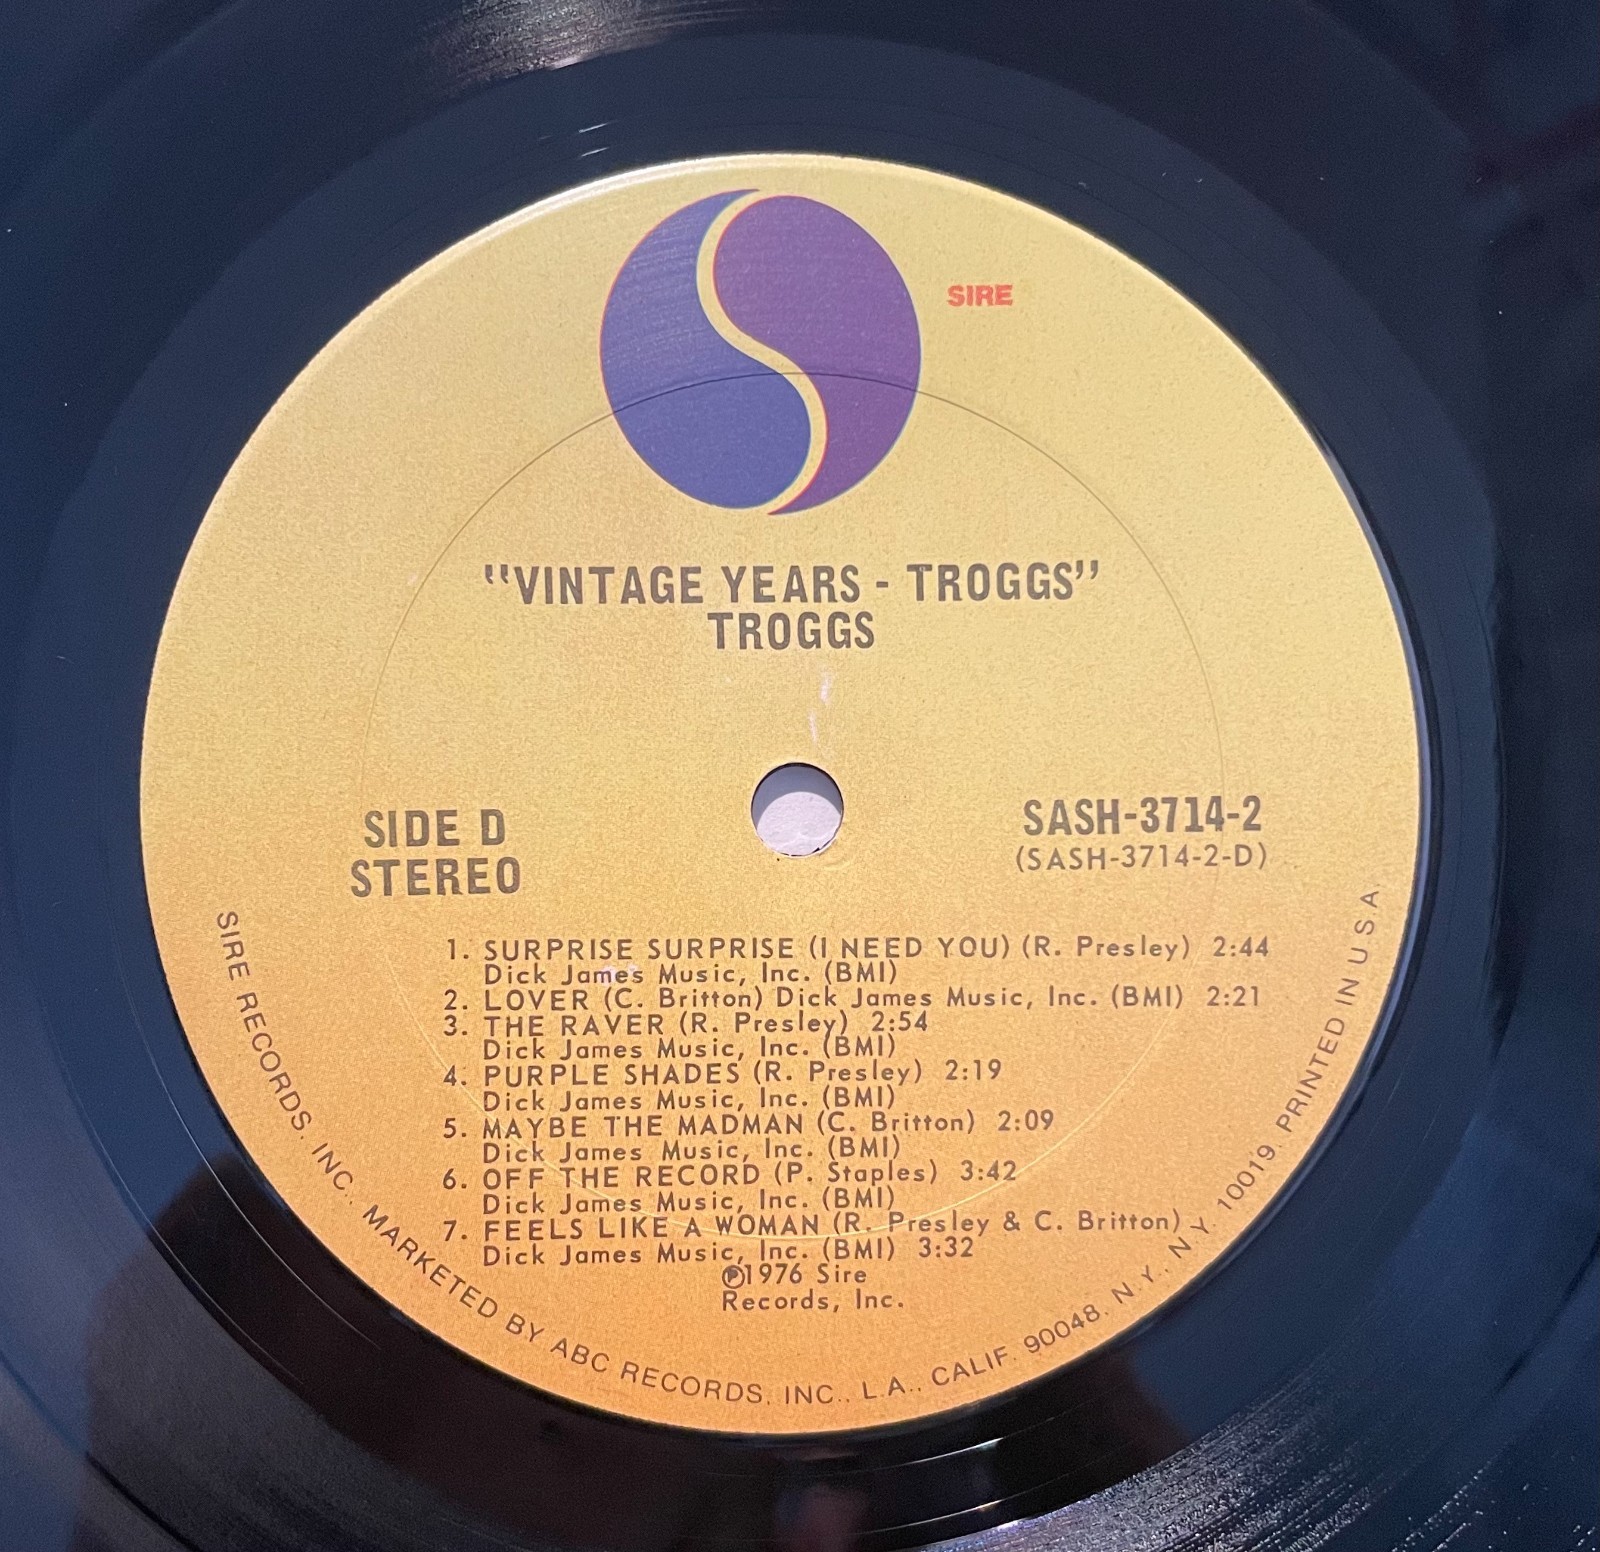 SIRE
"VINTAGE YEARS - TROGGS"
TROGGS
SIDE D
STEREO
SASH-3714-2
(SASH-3714-2-D)
1. SURPRISE SURPRISE (I NEED YOU) (R. Presley) 2:44
Dick James Music, Inc. (BMI)
2. LOVER (C. Britton) Dick James Music, Inc. (BMI) 2:21
3. THE RAVER (R. Presley) 2:54
Dick James Music, Inc. (BMI)
4. PURPLE SHADES (R. Presley) 2:19
Dick James Music, Inc. (BMI)
5. MAYBE THE MADMAN (C. Britton) 2:09
Dick James Music, Inc. (BMI)
6. OFF THE RECORD (P. Staples) 3:42
Dick James Music, Inc. (BMI)
7. FEELS LIKE A WOMAN (R. Presley & C. Britton)
Dick James Music, Inc. (BMI) 3:32
℗1976 Sire
Records, Inc.
SIRE RECORDS, INC., MARKETED BY ABC RECORDS, INC., L.A., CALIF. 90048. N.Y., N.Y. 10019. PRINTED IN U.S.A.